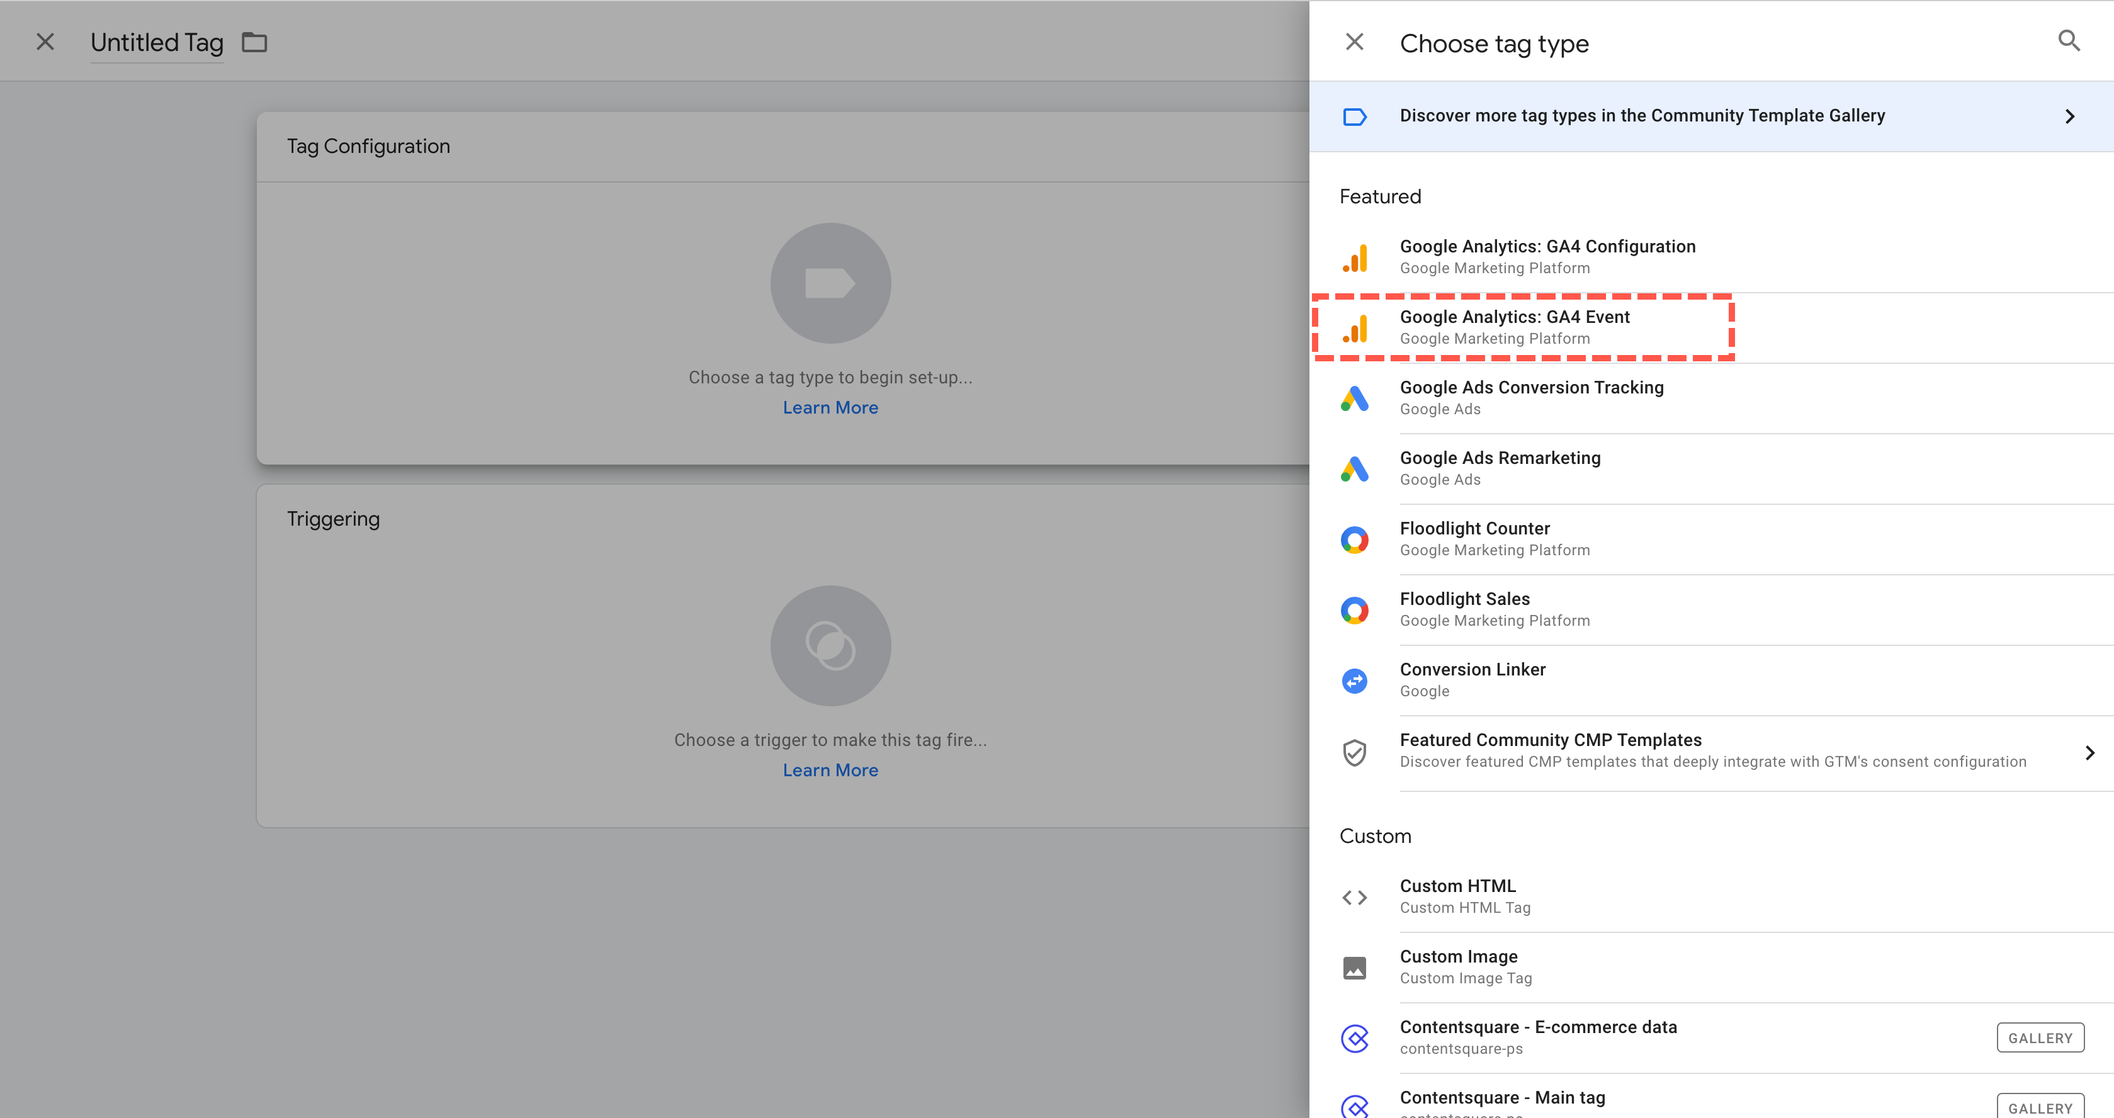 Untitled Tag
Tag Configuration
Choose a tag type to begin set-up...
Learn More
Triggering
Choose a trigger to make this tag fire...
Learn More
Choose tag type
Discover more tag types in the Community Template Gallery
Featured
Google Analytics: GA4 Configuration
Google Marketing Platform
Google Analytics: GA4 Event
Google Marketing Platform
Google Ads Conversion Tracking
Google Ads
Google Ads Remarketing
Google Ads
Floodlight Counter
Google Marketing Platform
Floodlight Sales
Google Marketing Platform
Conversion Linker
Google
Featured Community CMP Templates
Discover featured CMP templates that deeply integrate with GTM's consent configuration
Custom
Custom HTML
Custom HTML Tag
Custom Image
Custom Image Tag
Contentsquare - E-commerce data
contentsquare-ps
GALLERY
Contentsquare - Main tag
GALLERY